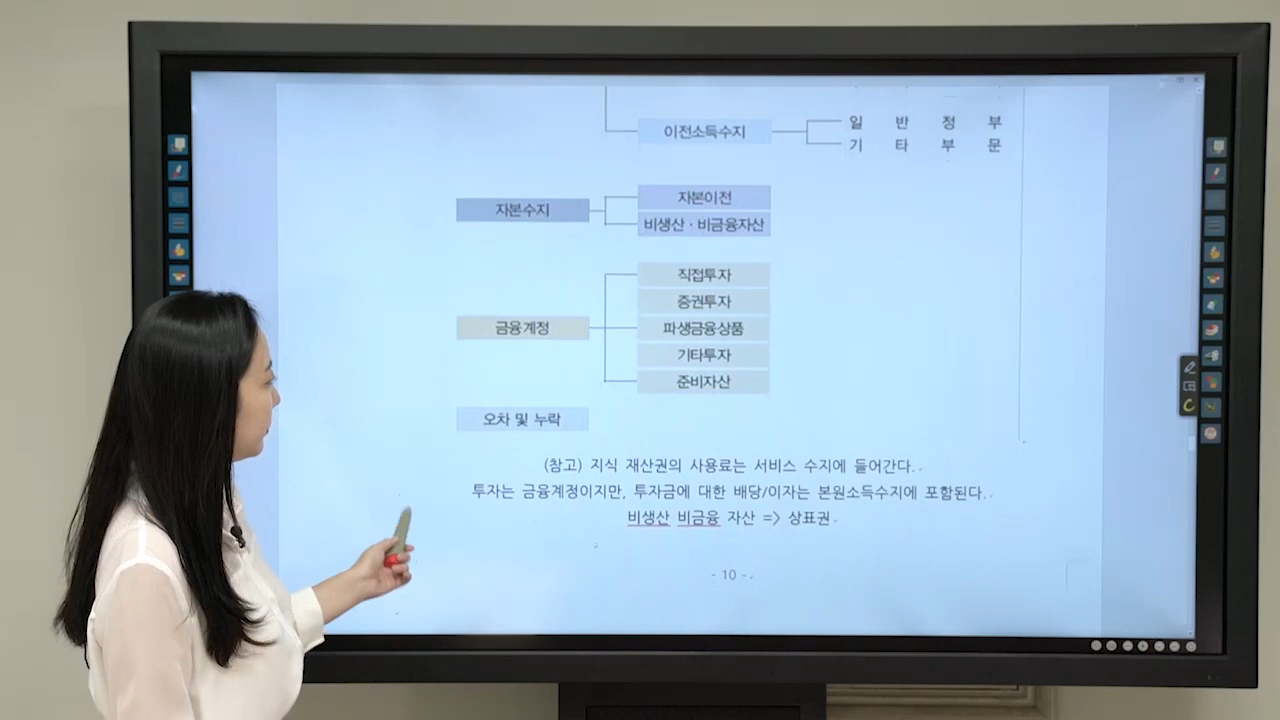 이전소득수지
일 반 정 부
기 타 부 문
자본수지
자본이전
비생산·비금융자산
금융계정
직접투자
증권투자
파생금융상품
기타투자
준비자산
오차 및 누락
(참고) 지식 재산권의 사용료는 서비스 수지에 들어간다.
투자는 금융계정이지만, 투자금에 대한 배당/이자는 본원소득수지에 포함된다.
비생산 비금융 자산 => 상표권
- 10 -